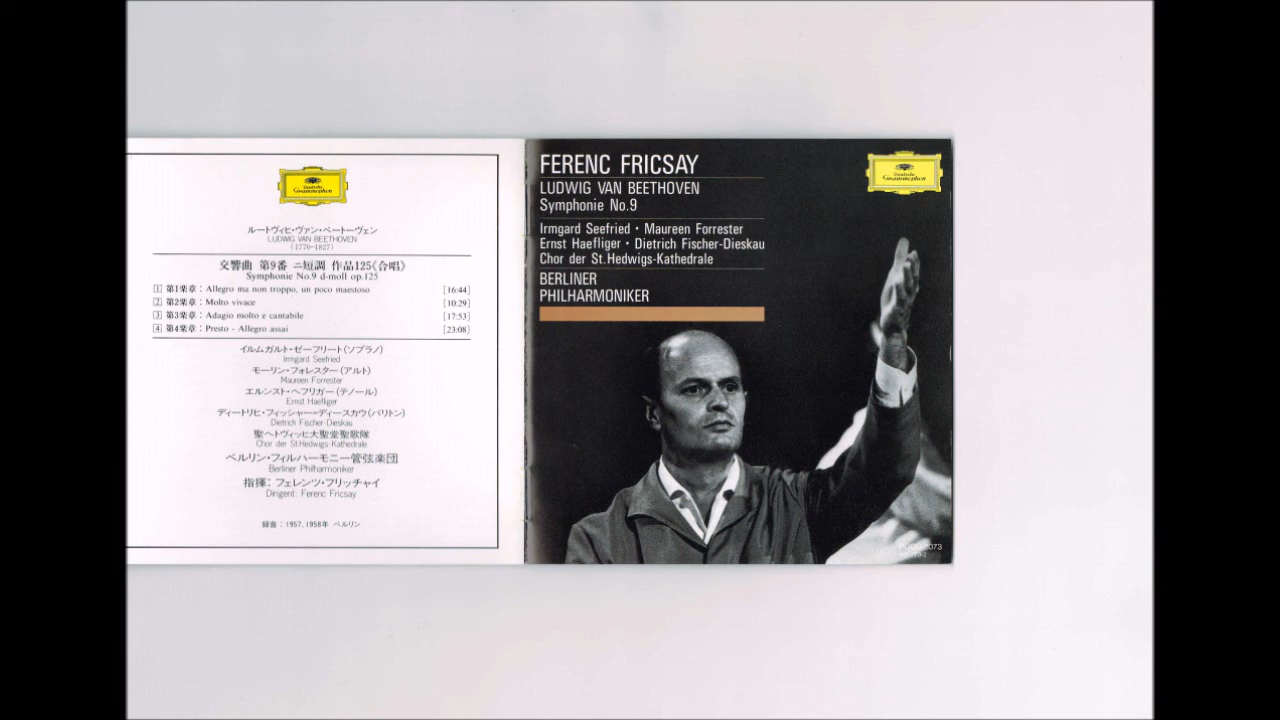 Deutsche
Grammophon
ルートヴィヒ・ヴァン・ベートーヴェン
LUDWIG VAN BEETHOVEN
(1770-1827)
交響曲 第9番 ニ短調 作品125《合唱》
Symphonie No.9 d-moll op.125
1 第1楽章：Allegro ma non troppo, un poco maestoso [16:44]
2 第2楽章：Molto vivace [10:29]
3 第3楽章：Adagio molto e cantabile [17:53]
4 第4楽章：Presto - Allegro assai [23:08]
イルムガルト・ゼーフリート(ソプラノ)
Irmgard Seefried
モーリン・フォレスター(アルト)
Maureen Forrester
エルンスト・ヘフリガー(テノール)
Ernst Haefliger
ディートリヒ・フィッシャー=ディースカウ(バリトン)
Dietrich Fischer-Dieskau
聖ヘトヴィッヒ大聖堂聖歌隊
Chor der St.Hedwigs-Kathedrale
ベルリン・フィルハーモニー管弦楽団
Berliner Philharmoniker
指揮：フェレンツ・フリッチャイ
Dirigent: Ferenc Fricsay
録音：1957, 1958年 ベルリン
FERENC FRICSAY
LUDWIG VAN BEETHOVEN
Symphonie No.9
Irmgard Seefried・Maureen Forrester
Ernst Haefliger・Dietrich Fischer-Dieskau
Chor der St.Hedwigs-Kathedrale
BERLINER
PHILHARMONIKER
Deutsche
Grammophon